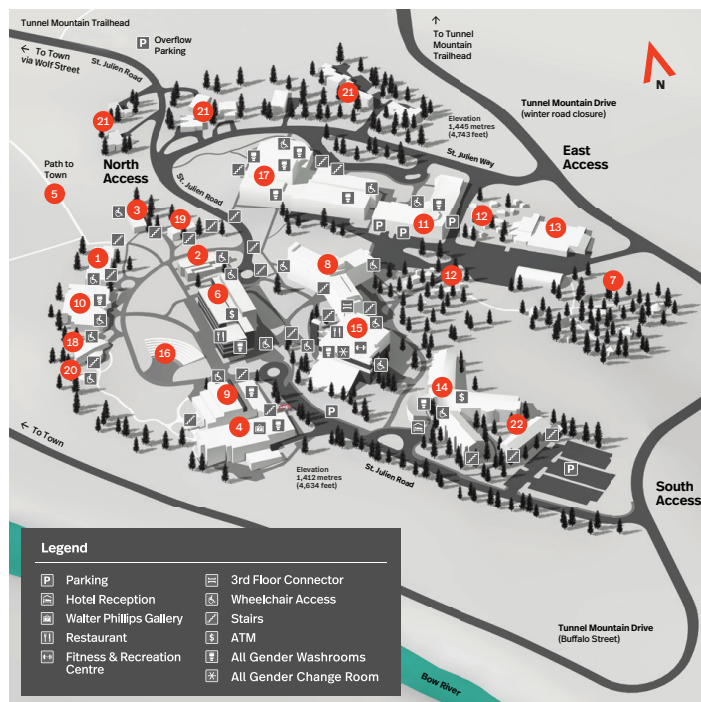 Tunnel Mountain Trailhead
← To Town
via Wolf Street
P Overflow
Parking
St. Julien Road
↑
To Tunnel
Mountain
Trailhead
N
21
21
21
Elevation
1,445 metres
(4,743 feet)
Tunnel Mountain Drive
(winter road closure)
East
Access
St. Julien Way
North
Access
Path to
Town
5
St. Julien Road
17
3
19
11
12
13
P
P
P
1
2
8
12
7
10
6
18
16
15
20
9
14
4
22
P
P
← To Town
Elevation
1,412 metres
(4,634 feet)
St. Julien Road
South
Access
Legend
P Parking
Hotel Reception
Walter Phillips Gallery
Restaurant
Fitness & Recreation
Centre
3rd Floor Connector
Wheelchair Access
Stairs
$ ATM
All Gender Washrooms
All Gender Change Room
Tunnel Mountain Drive
(Buffalo Street)
Bow River